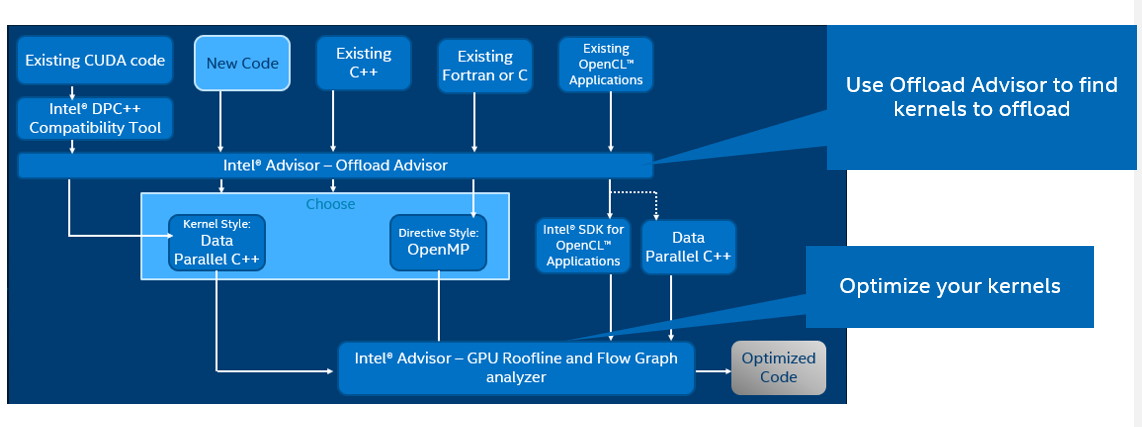 Existing CUDA code
New Code
Existing
C++
Existing
Fortran or C
Existing
OpenCL™
Applications
Use Offload Advisor to find
kernels to offload
Intel® DPC++
Compatibility Tool
Intel® Advisor – Offload Advisor
Choose
Kernel Style:
Data
Parallel C++
Directive Style:
OpenMP
Intel® SDK for
OpenCL™
Applications
Data
Parallel C++
Optimize your kernels
Intel® Advisor – GPU Roofline and Flow Graph
analyzer
Optimized
Code